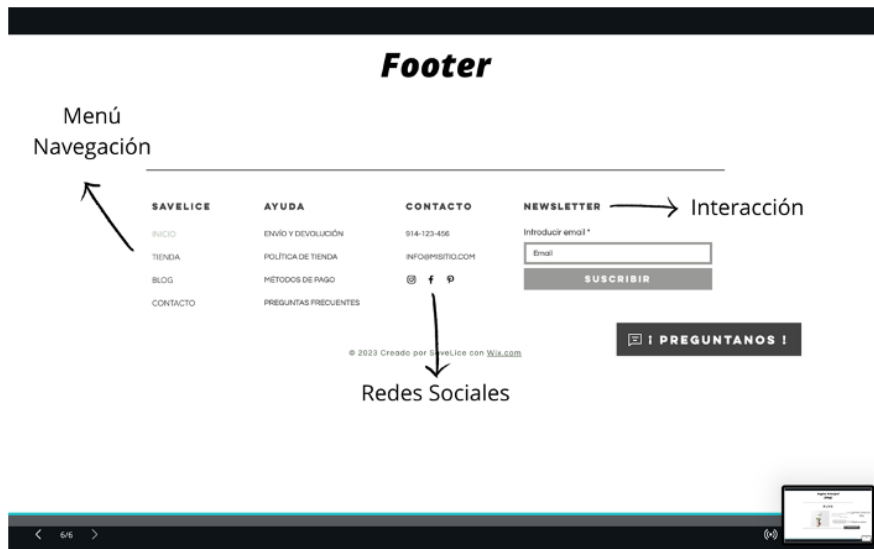 Footer
Menú
Navegación
SAVELICE
INICIO
TIENDA
BLOG
CONTACTO
AYUDA
ENVÍO Y DEVOLUCIÓN
POLÍTICA DE TIENDA
MÉTODOS DE PAGO
PREGUNTAS FRECUENTES
CONTACTO
914-123-456
INFO@MISITIO.COM
NEWSLETTER
Introducir email *
Email
SUSCRIBIR
Interacción
¡ PREGUNTANOS !
© 2023 Creado por SaveLice con Wix.com
Redes Sociales
6/6